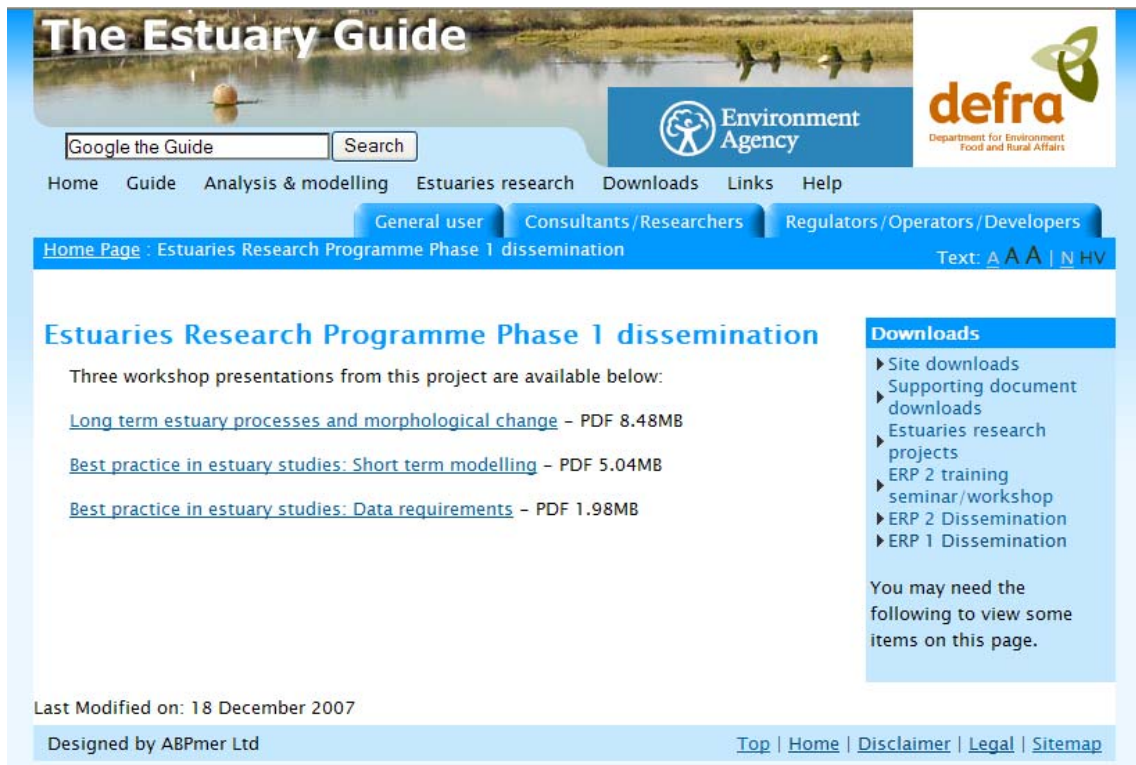 The Estuary Guide
Environment
Agency
defra
Department for Environment
Food and Rural Affairs
Google the Guide Search
Home Guide Analysis & modelling Estuaries research Downloads Links Help
General user Consultants/Researchers Regulators/Operators/Developers
Home Page : Estuaries Research Programme Phase 1 dissemination
Text: A A A | N HV
Estuaries Research Programme Phase 1 dissemination
Three workshop presentations from this project are available below:
Long term estuary processes and morphological change – PDF 8.48MB
Best practice in estuary studies: Short term modelling – PDF 5.04MB
Best practice in estuary studies: Data requirements – PDF 1.98MB
Downloads
Site downloads
Supporting document
downloads
Estuaries research
projects
ERP 2 training
seminar/workshop
ERP 2 Dissemination
ERP 1 Dissemination
You may need the
following to view some
items on this page.
Last Modified on: 18 December 2007
Designed by ABPmer Ltd
Top | Home | Disclaimer | Legal | Sitemap